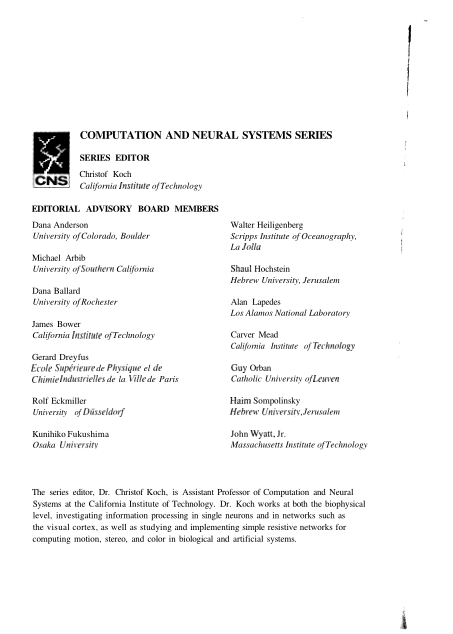 COMPUTATION AND NEURAL SYSTEMS SERIES
CNS
SERIES EDITOR
Christof Koch
California Institute of Technology
EDITORIAL ADVISORY BOARD MEMBERS
Dana Anderson
University of Colorado, Boulder
Michael Arbib
University of Southern California
Dana Ballard
University of Rochester
James Bower
California Institute of Technology
Gerard Dreyfus
Ecole Supérieure de Physique et de
Chimie Industrielles de la Ville de Paris
Rolf Eckmiller
University of Düsseldorf
Kunihiko Fukushima
Osaka University
Walter Heiligenberg
Scripps Institute of Oceanography,
La Jolla
Shaul Hochstein
Hebrew University, Jerusalem
Alan Lapedes
Los Alamos National Laboratory
Carver Mead
California Institute of Technology
Guy Orban
Catholic University of Leuven
Haim Sompolinsky
Hebrew University, Jerusalem
John Wyatt, Jr.
Massachusetts Institute of Technology
The series editor, Dr. Christof Koch, is Assistant Professor of Computation and Neural
Systems at the California Institute of Technology. Dr. Koch works at both the biophysical
level, investigating information processing in single neurons and in networks such as
the visual cortex, as well as studying and implementing simple resistive networks for
computing motion, stereo, and color in biological and artificial systems.